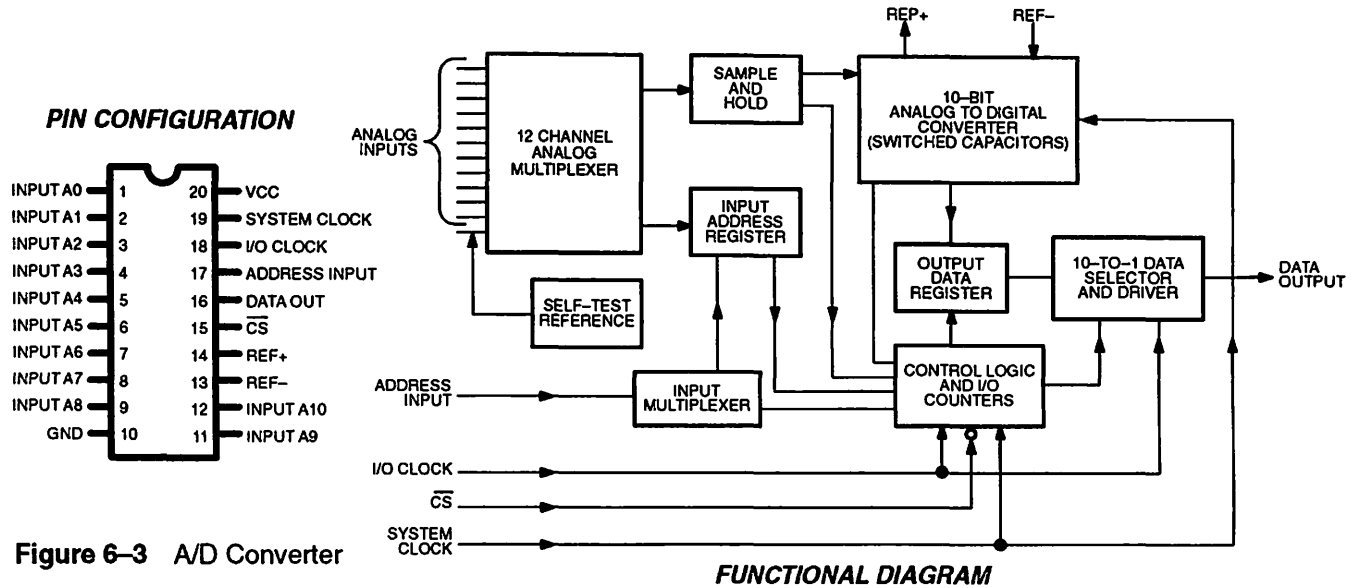 PIN CONFIGURATION
INPUT A0
INPUT A1
INPUT A2
INPUT A3
INPUT A4
INPUT A5
INPUT A6
INPUT A7
INPUT A8
GND
1
2
3
4
5
6
7
8
9
10
20
19
18
17
16
15
14
13
12
11
VCC
SYSTEM CLOCK
I/O CLOCK
ADDRESS INPUT
DATA OUT
C̅S̅
REF+
REF–
INPUT A10
INPUT A9
REP+
REF–
ANALOG
INPUTS
12 CHANNEL
ANALOG
MULTIPLEXER
SAMPLE
AND
HOLD
10–BIT
ANALOG TO DIGITAL
CONVERTER
(SWITCHED CAPACITORS)
INPUT
ADDRESS
REGISTER
OUTPUT
DATA
REGISTER
10–TO–1 DATA
SELECTOR
AND DRIVER
DATA
OUTPUT
SELF–TEST
REFERENCE
ADDRESS
INPUT
INPUT
MULTIPLEXER
CONTROL LOGIC
AND I/O
COUNTERS
I/O CLOCK
C̅S̅
SYSTEM
CLOCK
Figure 6–3 A/D Converter
FUNCTIONAL DIAGRAM